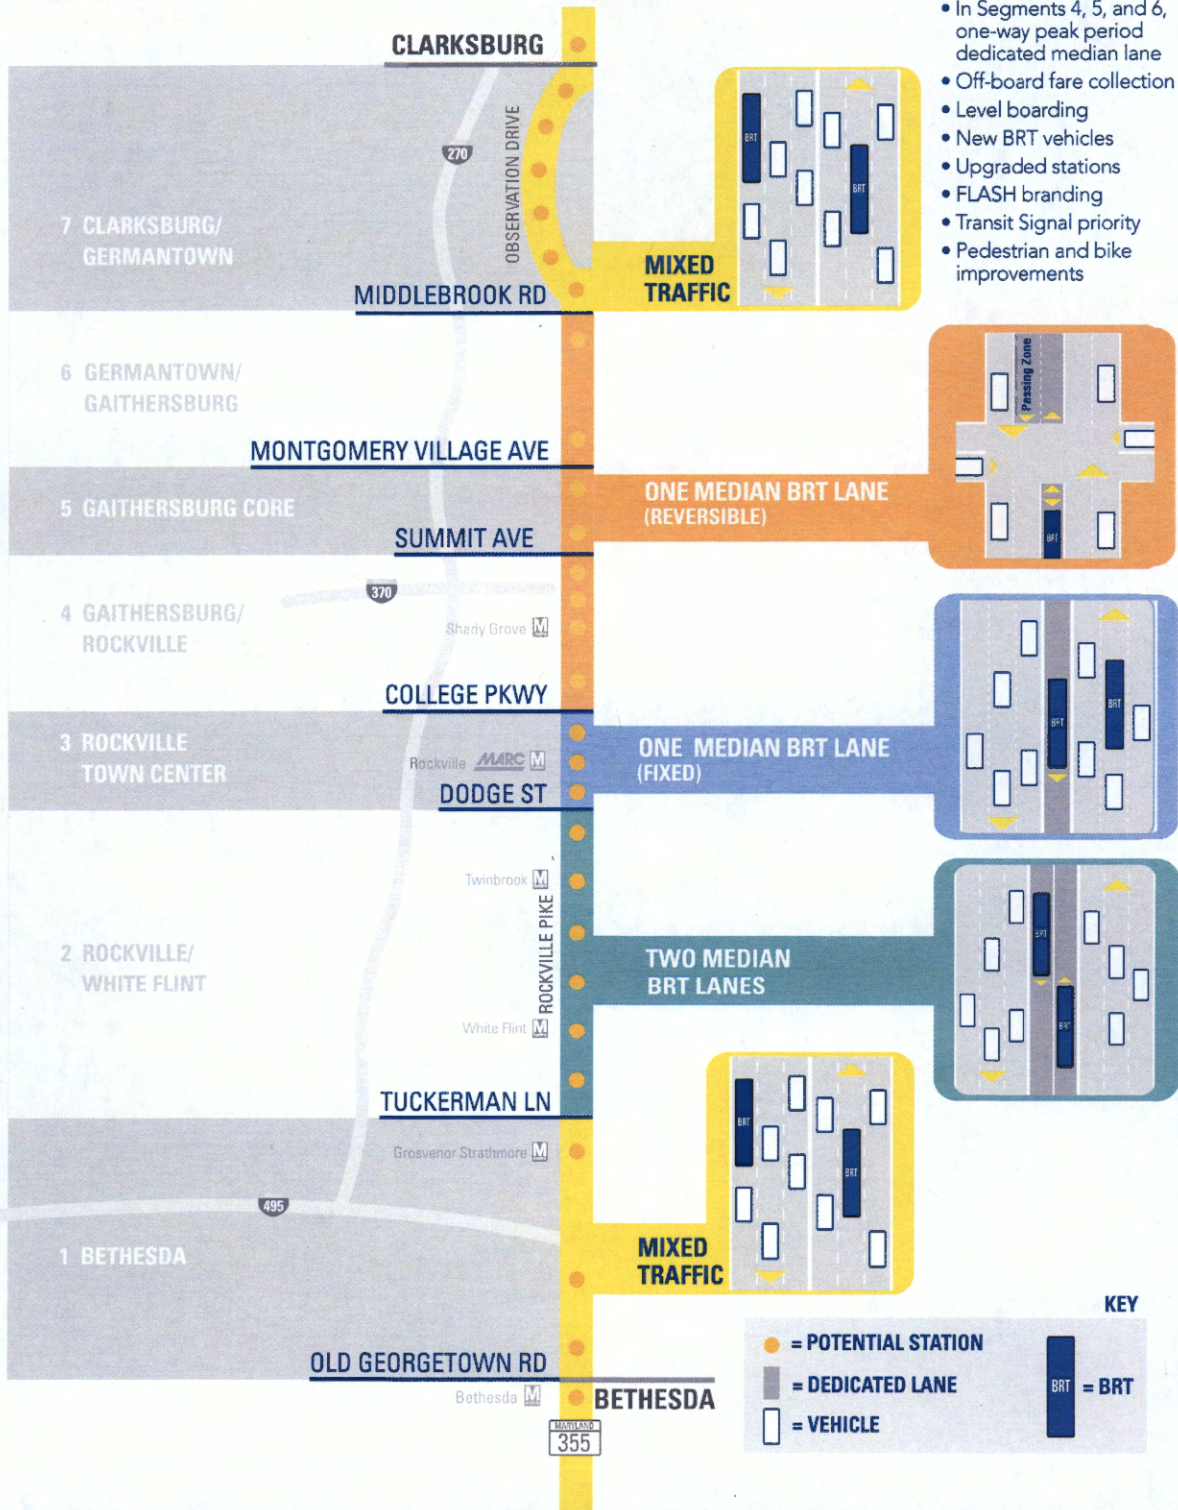 • In Segments 4, 5, and 6,
one-way peak period
dedicated median lane
• Off-board fare collection
• Level boarding
• New BRT vehicles
• Upgraded stations
• FLASH branding
• Transit Signal priority
• Pedestrian and bike
improvements
CLARKSBURG
270
OBSERVATION DRIVE
7 CLARKSBURG/
GERMANTOWN
MIXED
TRAFFIC
BRT
BRT
MIDDLEBROOK RD
6 GERMANTOWN/
GAITHERSBURG
Passing Zone
MONTGOMERY VILLAGE AVE
5 GAITHERSBURG CORE
ONE MEDIAN BRT LANE
(REVERSIBLE)
BRT
SUMMIT AVE
370
4 GAITHERSBURG/
ROCKVILLE
Shady Grove M
COLLEGE PKWY
3 ROCKVILLE
TOWN CENTER
Rockville MARC M
ONE MEDIAN BRT LANE
(FIXED)
BRT
BRT
DODGE ST
Twinbrook M
ROCKVILLE PIKE
2 ROCKVILLE/
WHITE FLINT
TWO MEDIAN
BRT LANES
BRT
BRT
White Flint M
TUCKERMAN LN
Grosvenor Strathmore M
495
1 BETHESDA
MIXED
TRAFFIC
BRT
BRT
OLD GEORGETOWN RD
Bethesda M
BETHESDA
MARYLAND
355
KEY
= POTENTIAL STATION
= DEDICATED LANE
= VEHICLE
BRT = BRT